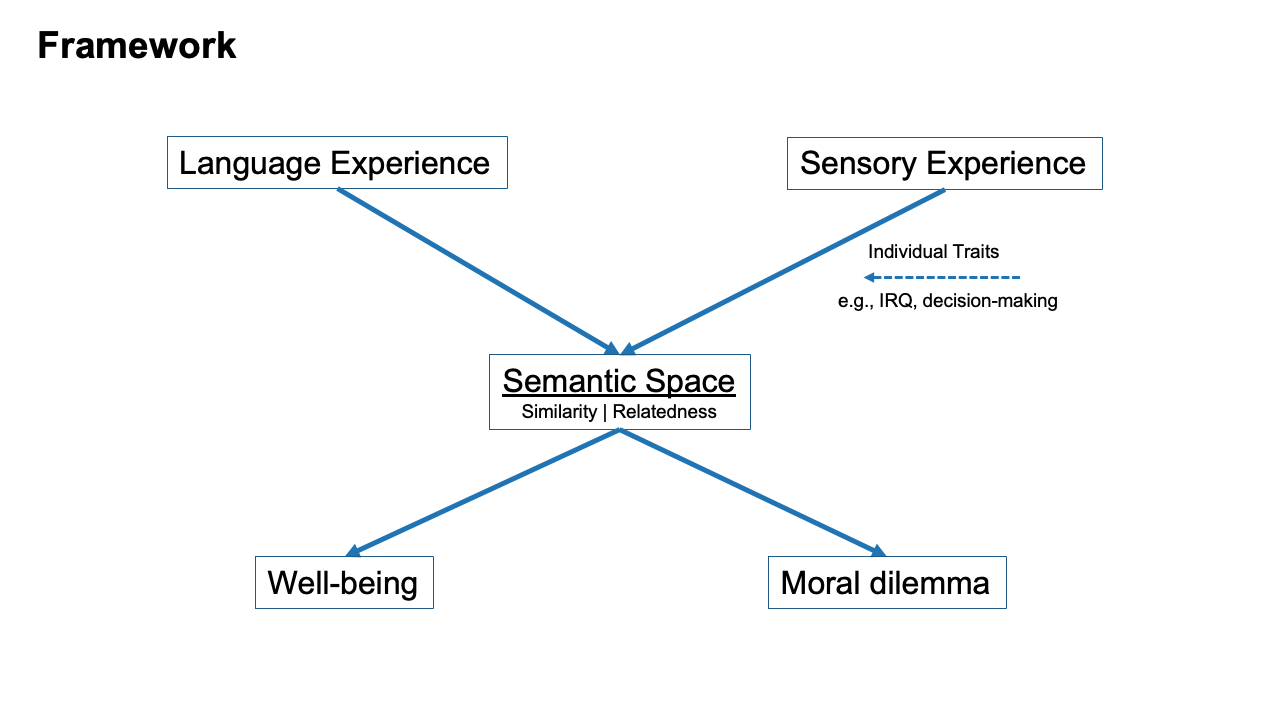 Framework
Language Experience
Sensory Experience
Individual Traits
e.g., IRQ, decision-making
Semantic Space
Similarity | Relatedness
Well-being
Moral dilemma